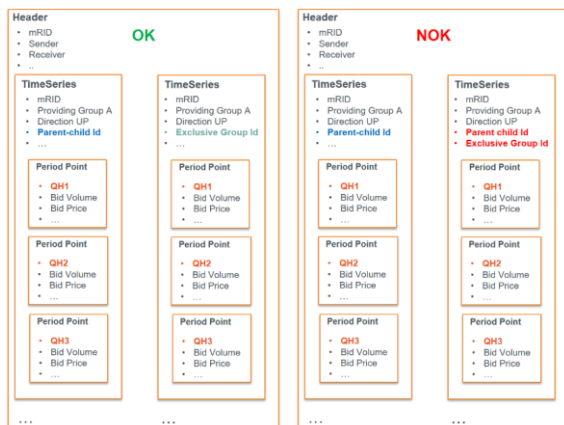 Header
• mRID
• Sender
• Receiver
• ..
OK
TimeSeries
• mRID
• Providing Group A
• Direction UP
• Parent-child Id
• ...
Period Point
• QH1
• Bid Volume
• Bid Price
• ...
Period Point
• QH2
• Bid Volume
• Bid Price
• ...
Period Point
• QH3
• Bid Volume
• Bid Price
• ...
...
TimeSeries
• mRID
• Providing Group A
• Direction UP
• Exclusive Group Id
• ...
Period Point
• QH1
• Bid Volume
• Bid Price
• ...
Period Point
• QH2
• Bid Volume
• Bid Price
• ...
Period Point
• QH3
• Bid Volume
• Bid Price
• ...
...
Header
• mRID
• Sender
• Receiver
• ..
NOK
TimeSeries
• mRID
• Providing Group A
• Direction UP
• Parent-child Id
• ...
Period Point
• QH1
• Bid Volume
• Bid Price
• ...
Period Point
• QH2
• Bid Volume
• Bid Price
• ...
Period Point
• QH3
• Bid Volume
• Bid Price
• ...
...
TimeSeries
• mRID
• Providing Group A
• Direction UP
• Parent child Id
• Exclusive Group Id
Period Point
• QH1
• Bid Volume
• Bid Price
• ...
Period Point
• QH2
• Bid Volume
• Bid Price
• ...
Period Point
• QH3
• Bid Volume
• Bid Price
• ...
...